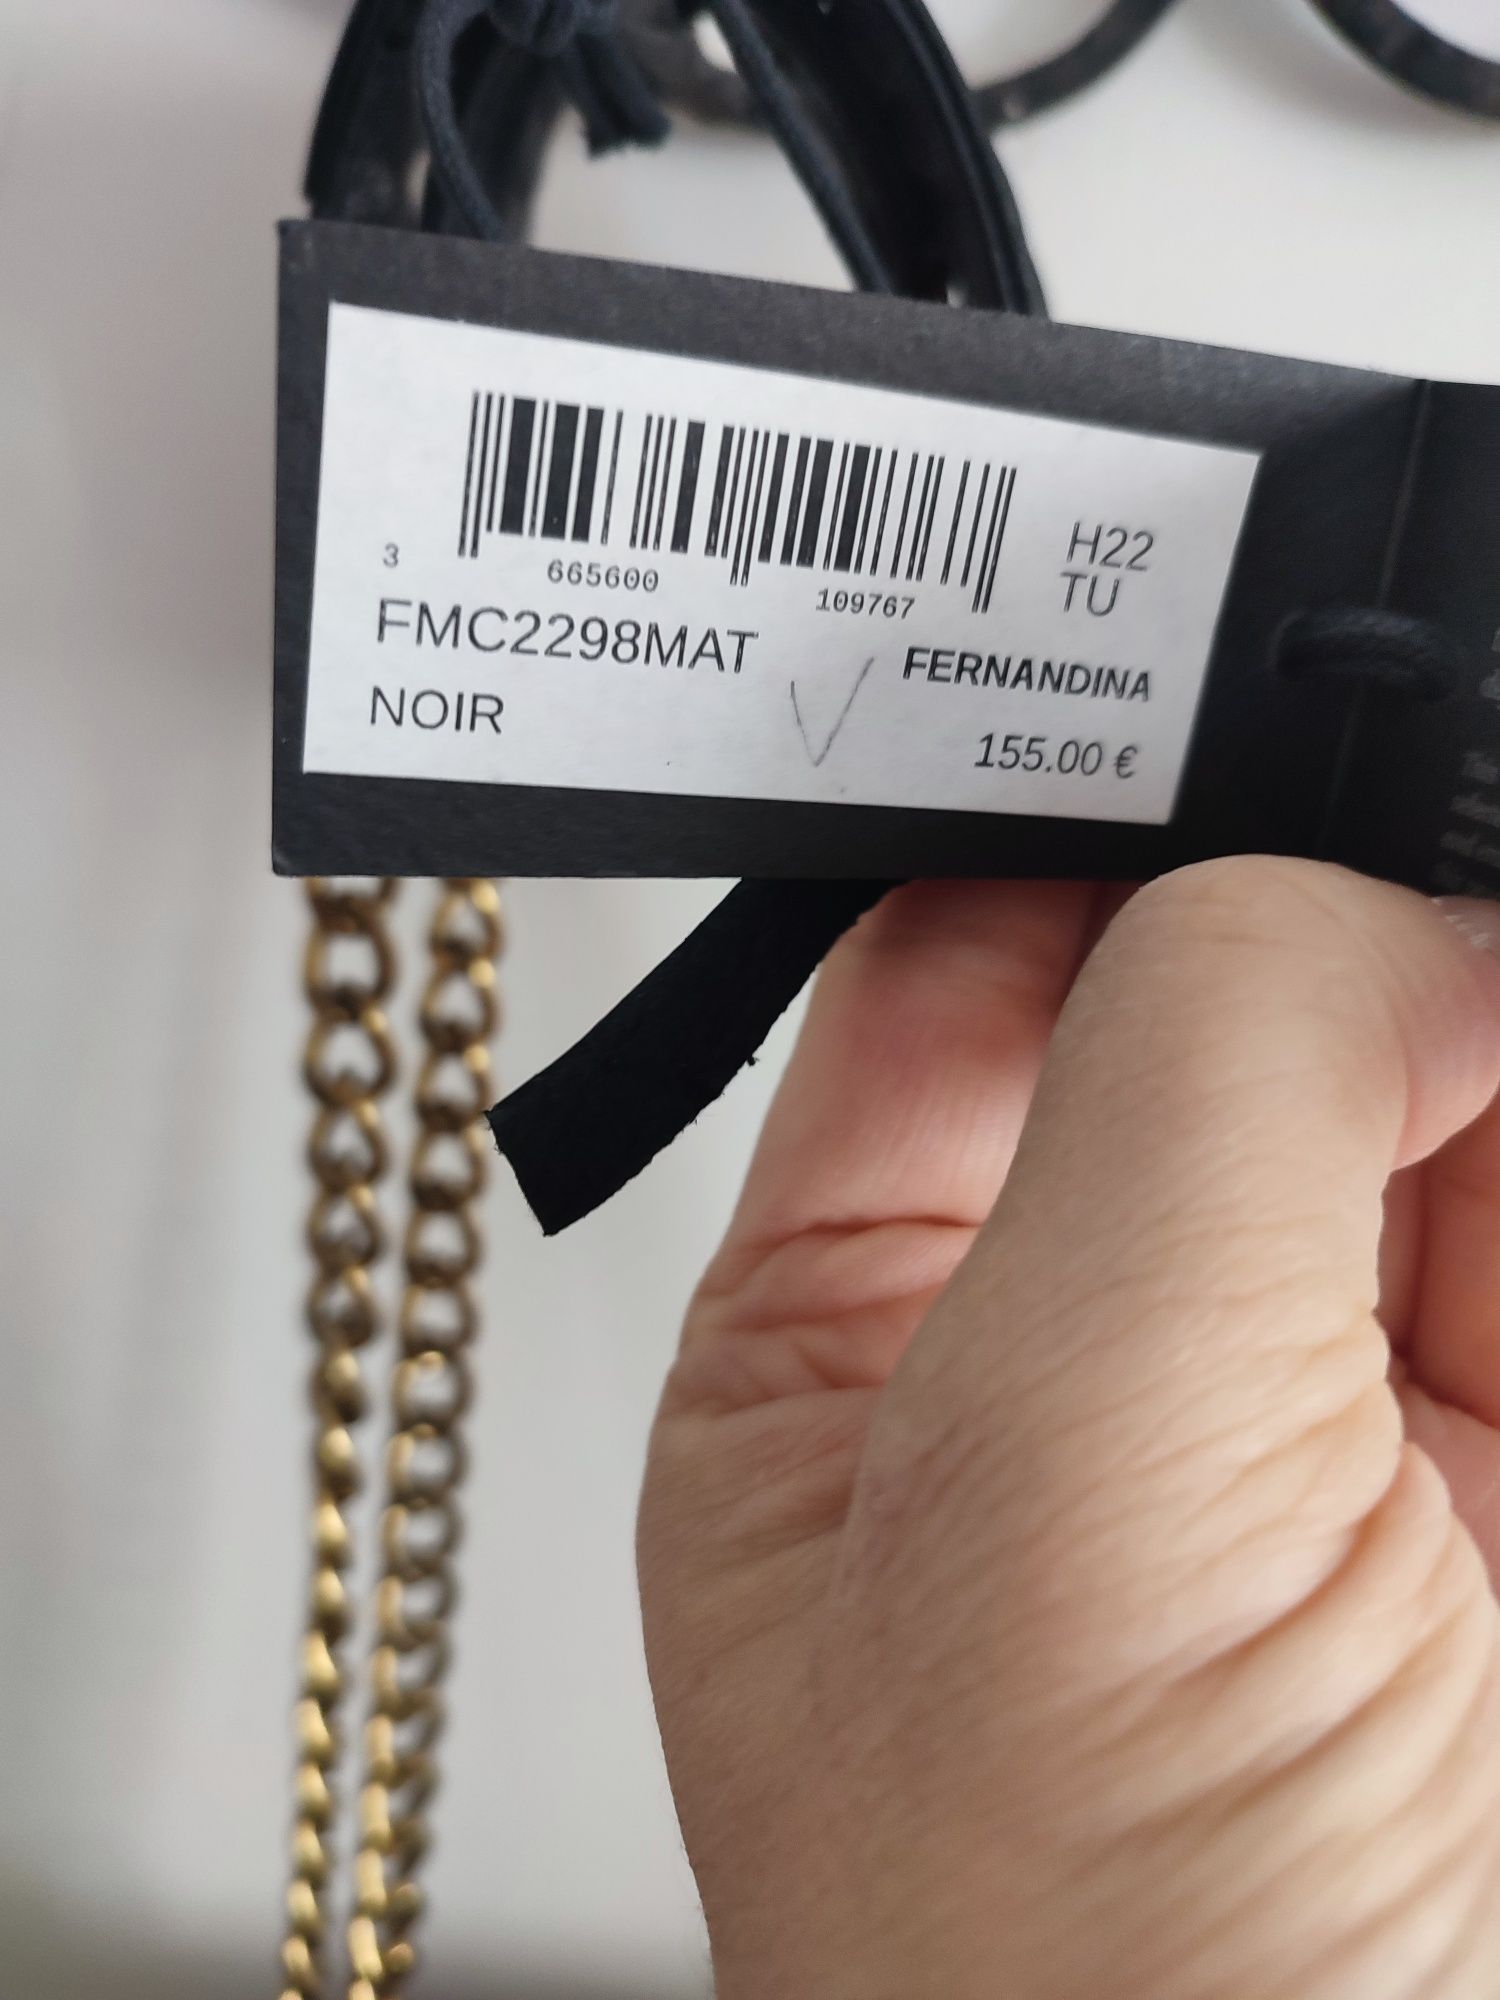 3 665600 109767
H22
TU
FMC2298MAT
FERNANDINA
NOIR
155.00 €